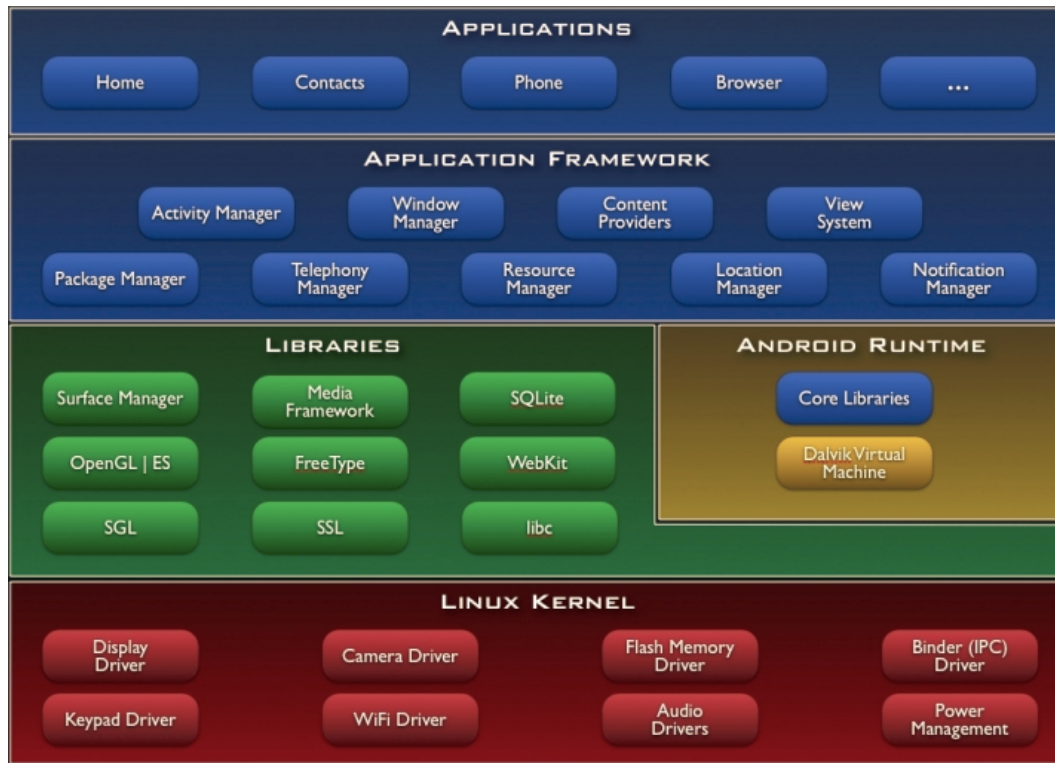 APPLICATIONS
Home
Contacts
Phone
Browser
...
APPLICATION FRAMEWORK
Activity Manager
Window
Manager
Content
Providers
View
System
Package Manager
Telephony
Manager
Resource
Manager
Location
Manager
Notification
Manager
LIBRARIES
Surface Manager
Media
Framework
SQLite
OpenGL | ES
FreeType
WebKit
SGL
SSL
libc
ANDROID RUNTIME
Core Libraries
Dalvik Virtual
Machine
LINUX KERNEL
Display
Driver
Camera Driver
Flash Memory
Driver
Binder (IPC)
Driver
Keypad Driver
WiFi Driver
Audio
Drivers
Power
Management